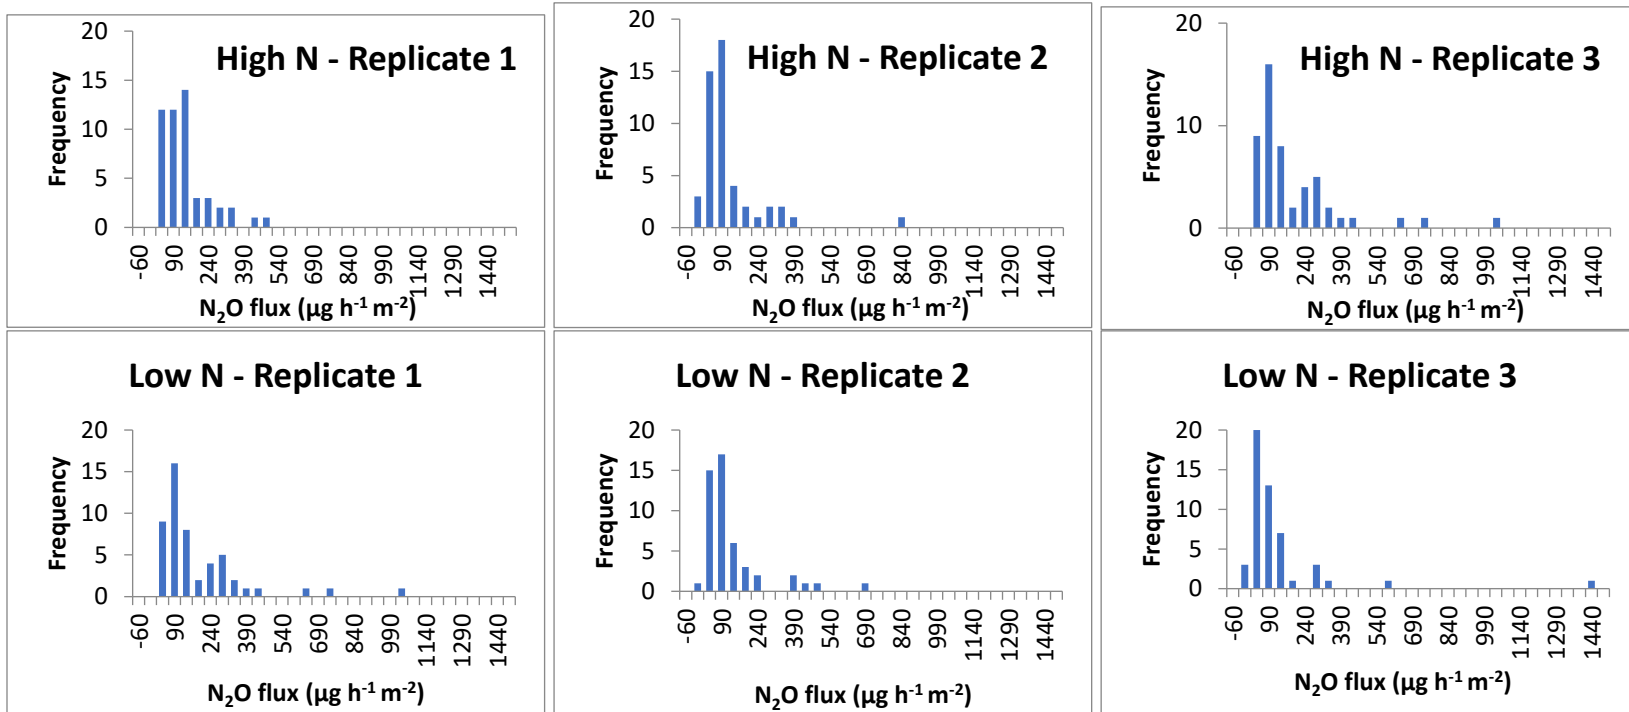 High N - Replicate 1
Frequency
20
15
10
5
0
-60 90 240 390 540 690 840 990 1140 1290 1440
N₂O flux (µg h⁻¹ m⁻²)
High N - Replicate 2
Frequency
20
15
10
5
0
-60 90 240 390 540 690 840 990 1140 1290 1440
N₂O flux (µg h⁻¹ m⁻²)
High N - Replicate 3
Frequency
20
10
0
-60 90 240 390 540 690 840 990 1140 1290 1440
N₂O flux (µg h⁻¹ m⁻²)
Low N - Replicate 1
Frequency
20
15
10
5
0
-60 90 240 390 540 690 840 990 1140 1290 1440
N₂O flux (µg h⁻¹ m⁻²)
Low N - Replicate 2
Frequency
20
15
10
5
0
-60 90 240 390 540 690 840 990 1140 1290 1440
N₂O flux (µg h⁻¹ m⁻²)
Low N - Replicate 3
Frequency
20
15
10
5
0
-60 90 240 390 540 690 840 990 1140 1290 1440
N₂O flux (µg h⁻¹ m⁻²)